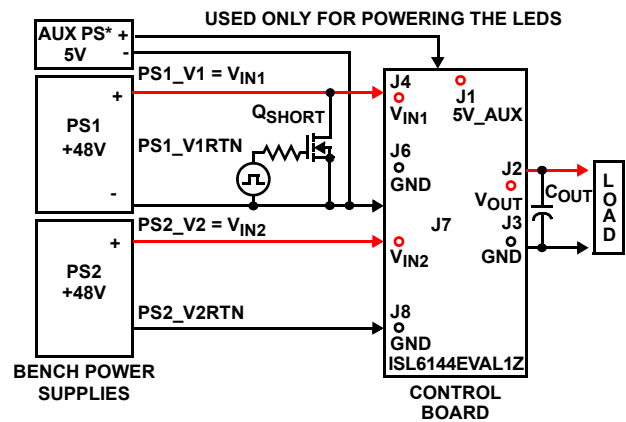 USED ONLY FOR POWERING THE LEDS
AUX PS* +
5V -
+
PS1
+48V
-
PS1_V1 = VIN1
QSHORT
PS1_V1RTN
PS2_V2 = VIN2
+
PS2
+48V
PS2_V2RTN
BENCH POWER
SUPPLIES
J4
VIN1
J1
5V_AUX
J6
GND
J2
VOUT
J7
J3
GND
VIN2
J8
GND
ISL6144EVAL1Z
CONTROL
BOARD
COUT
LOAD